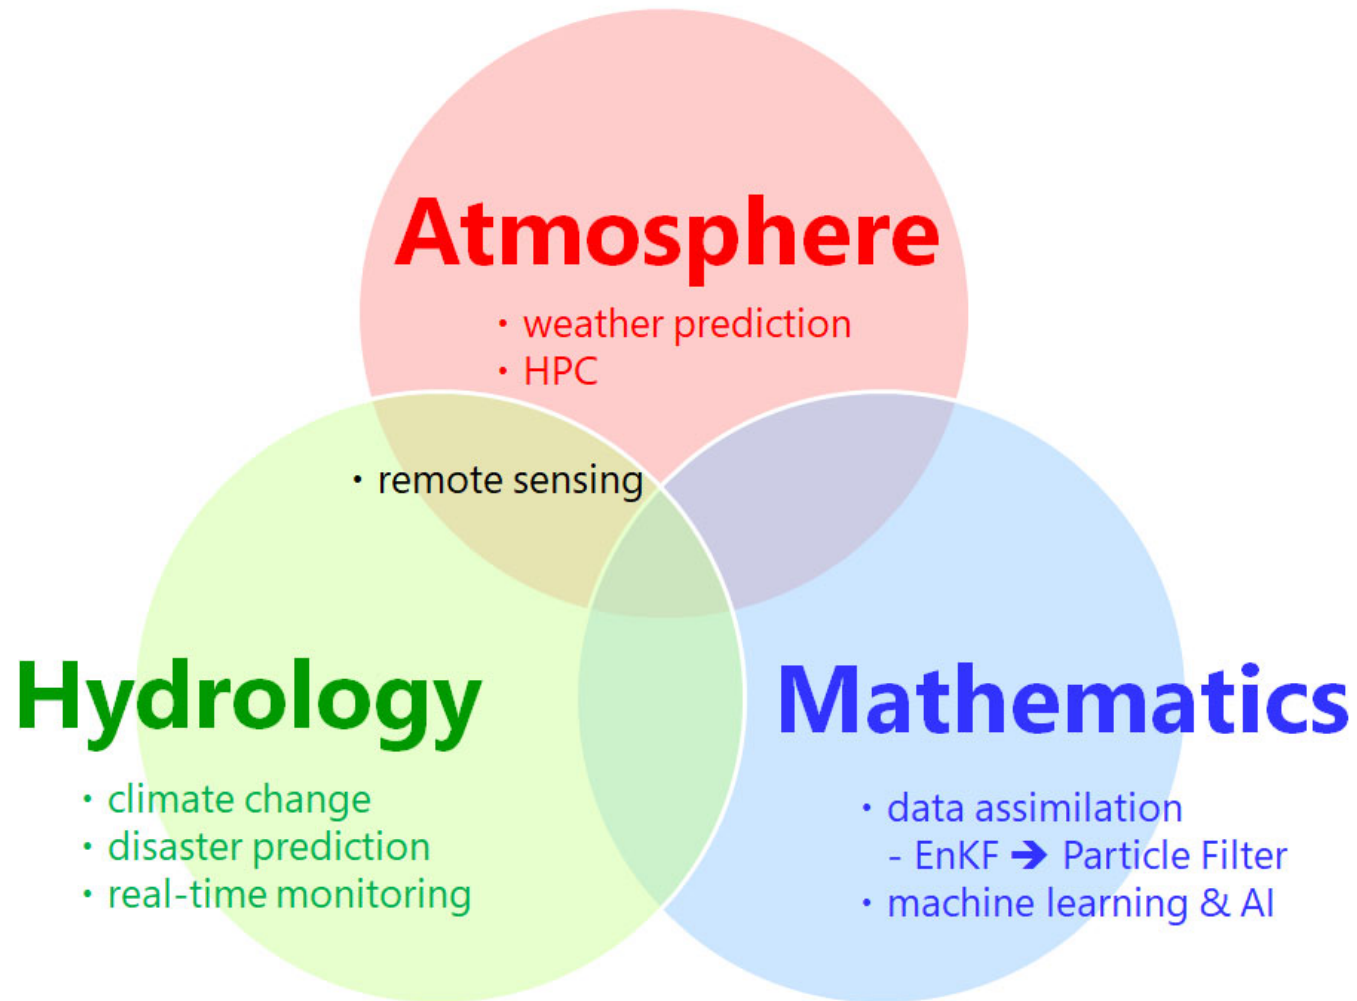 Atmosphere
・weather prediction
・HPC
・remote sensing
Hydrology
・climate change
・disaster prediction
・real-time monitoring
Mathematics
・data assimilation
- EnKF ➔ Particle Filter
・machine learning & AI